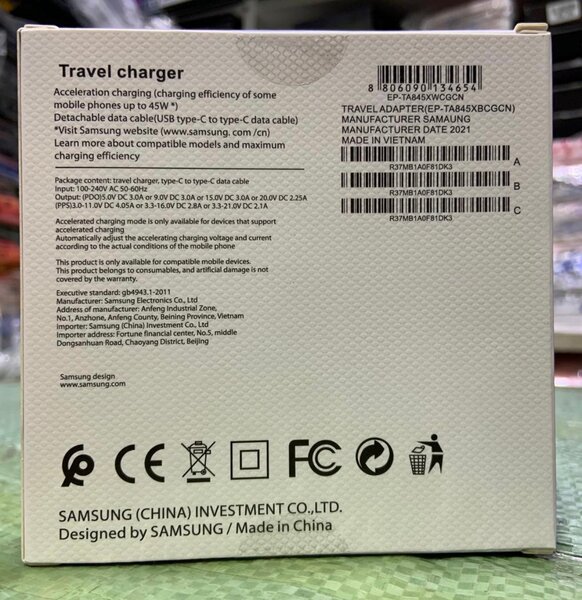 Travel charger
Acceleration charging (charging efficiency of some
mobile phones up to 45W *)
Detachable data cable(USB type-C to type-C data cable)
*Visit Samsung website (www.samsung. com /cn)
Learn more about compatible models and maximum
charging efficiency
8 806090 134654
EP-TA845XWCGCN
TRAVEL ADAPTER(EP-TA845XBCGCN)
MANUFACTURER SAMAUNG
MANUFACTURER DATE 2021
MADE IN VIETNAM
A
R37MB1A0F81DK3
B
R37MB1A0F81DK3
C
R37MB1A0F81DK3
Package content: travel charger, type-C to type-C data cable
Input: 100-240V AC 50-60Hz
Output: (PDO)5.0V DC 3.0A or 9.0V DC 3.0A or 15.0V DC 3.0A or 20.0V DC 2.25A
(PPS)3.0-11.0V DC 4.05A or 3.3-16.0V DC 2.8A or 3.3-21.0V DC 2.1A
Accelerated charging mode is only available for devices that support
accelerated charging
Automatically adjust the accelerating charging voltage and current
according to the actual conditions of the mobile phone
This product is only available for compatible mobile devices.
This product belongs to consumables, and artificial damage is not
covered by the warranty.
Executive standard: gb4943.1-2011
Manufacturer: Samsung Electronics Co., Ltd
Address of manufacturer: Anfeng Industrial Zone,
No.1, Anzhone, Anfeng County, Beining Province, Vietnam
Importer: Samsung (China) Investment Co., Ltd
Importer address: Fortune financial center, No.5, middle
Dongsanhuan Road, Chaoyang District, Beijing
Samsung design
www.samsung.com
CE
FC
SAMSUNG (CHINA) INVESTMENT CO.,LTD.
Designed by SAMSUNG / Made in China